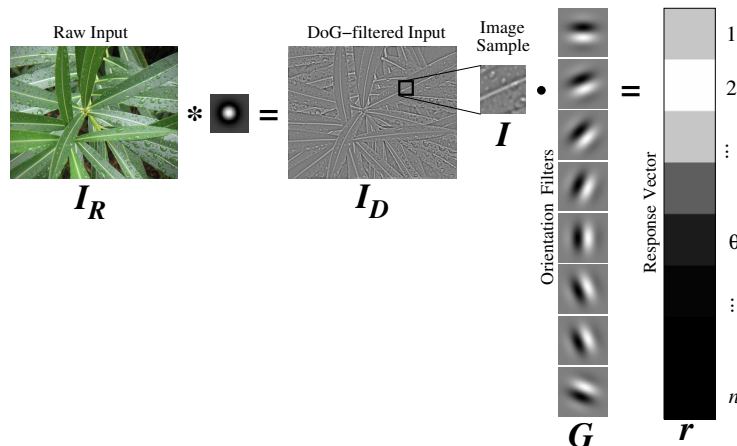 Raw Input
DoG−filtered Input
Image
Sample
1
2
...
θ
...
n
*
=
•
=
I_R
I_D
I
Orientation Filters
Response Vector
G
r